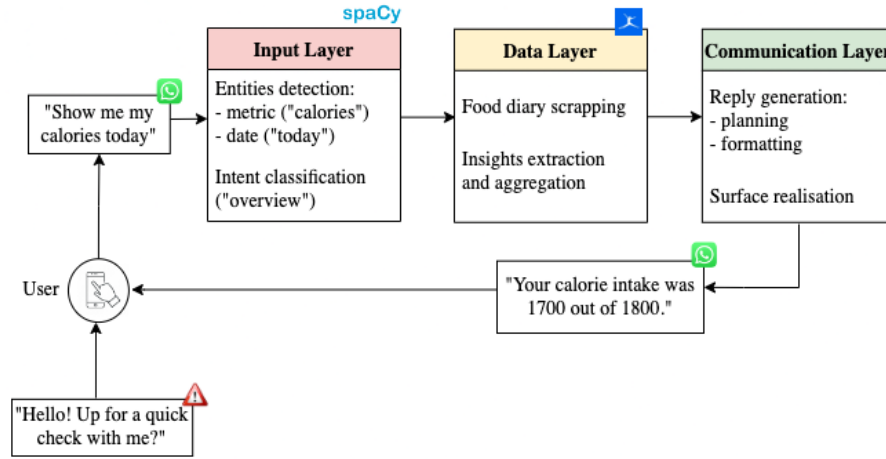 spaCy
Input Layer
Entities detection:
- metric ("calories")
- date ("today")
Intent classification
("overview")
Data Layer
Food diary scrapping
Insights extraction
and aggregation
Communication Layer
Reply generation:
- planning
- formatting
Surface realisation
"Show me my
calories today"
"Your calorie intake was
1700 out of 1800."
User
"Hello! Up for a quick
check with me?"